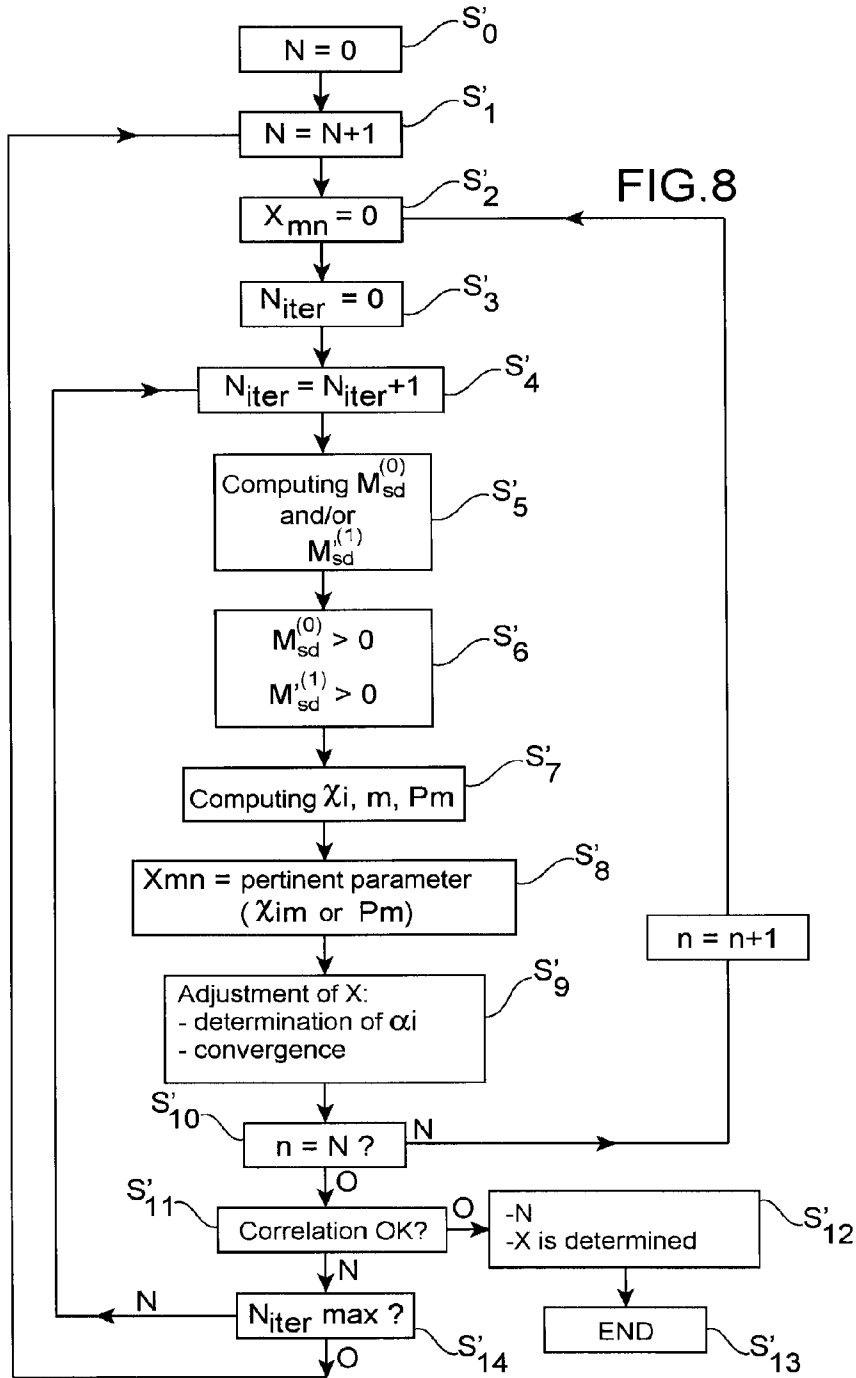 S'0
N = 0
S'1
N = N+1
FIG.8
S'2
Xmn = 0
S'3
Niter = 0
S'4
Niter = Niter+1
S'5
Computing Msd(0)
and/or
M'sd(1)
S'6
Msd(0) > 0
M'sd(1) > 0
S'7
Computing χi, m, Pm
S'8
Xmn = pertinent parameter
(χim or Pm)
n = n+1
S'9
Adjustment of X:
- determination of αi
- convergence
S'10
n = N ?
N
O
S'11
Correlation OK?
O
N
-N
-X is determined
S'12
N
Niter max ?
O
S'14
END
S'13